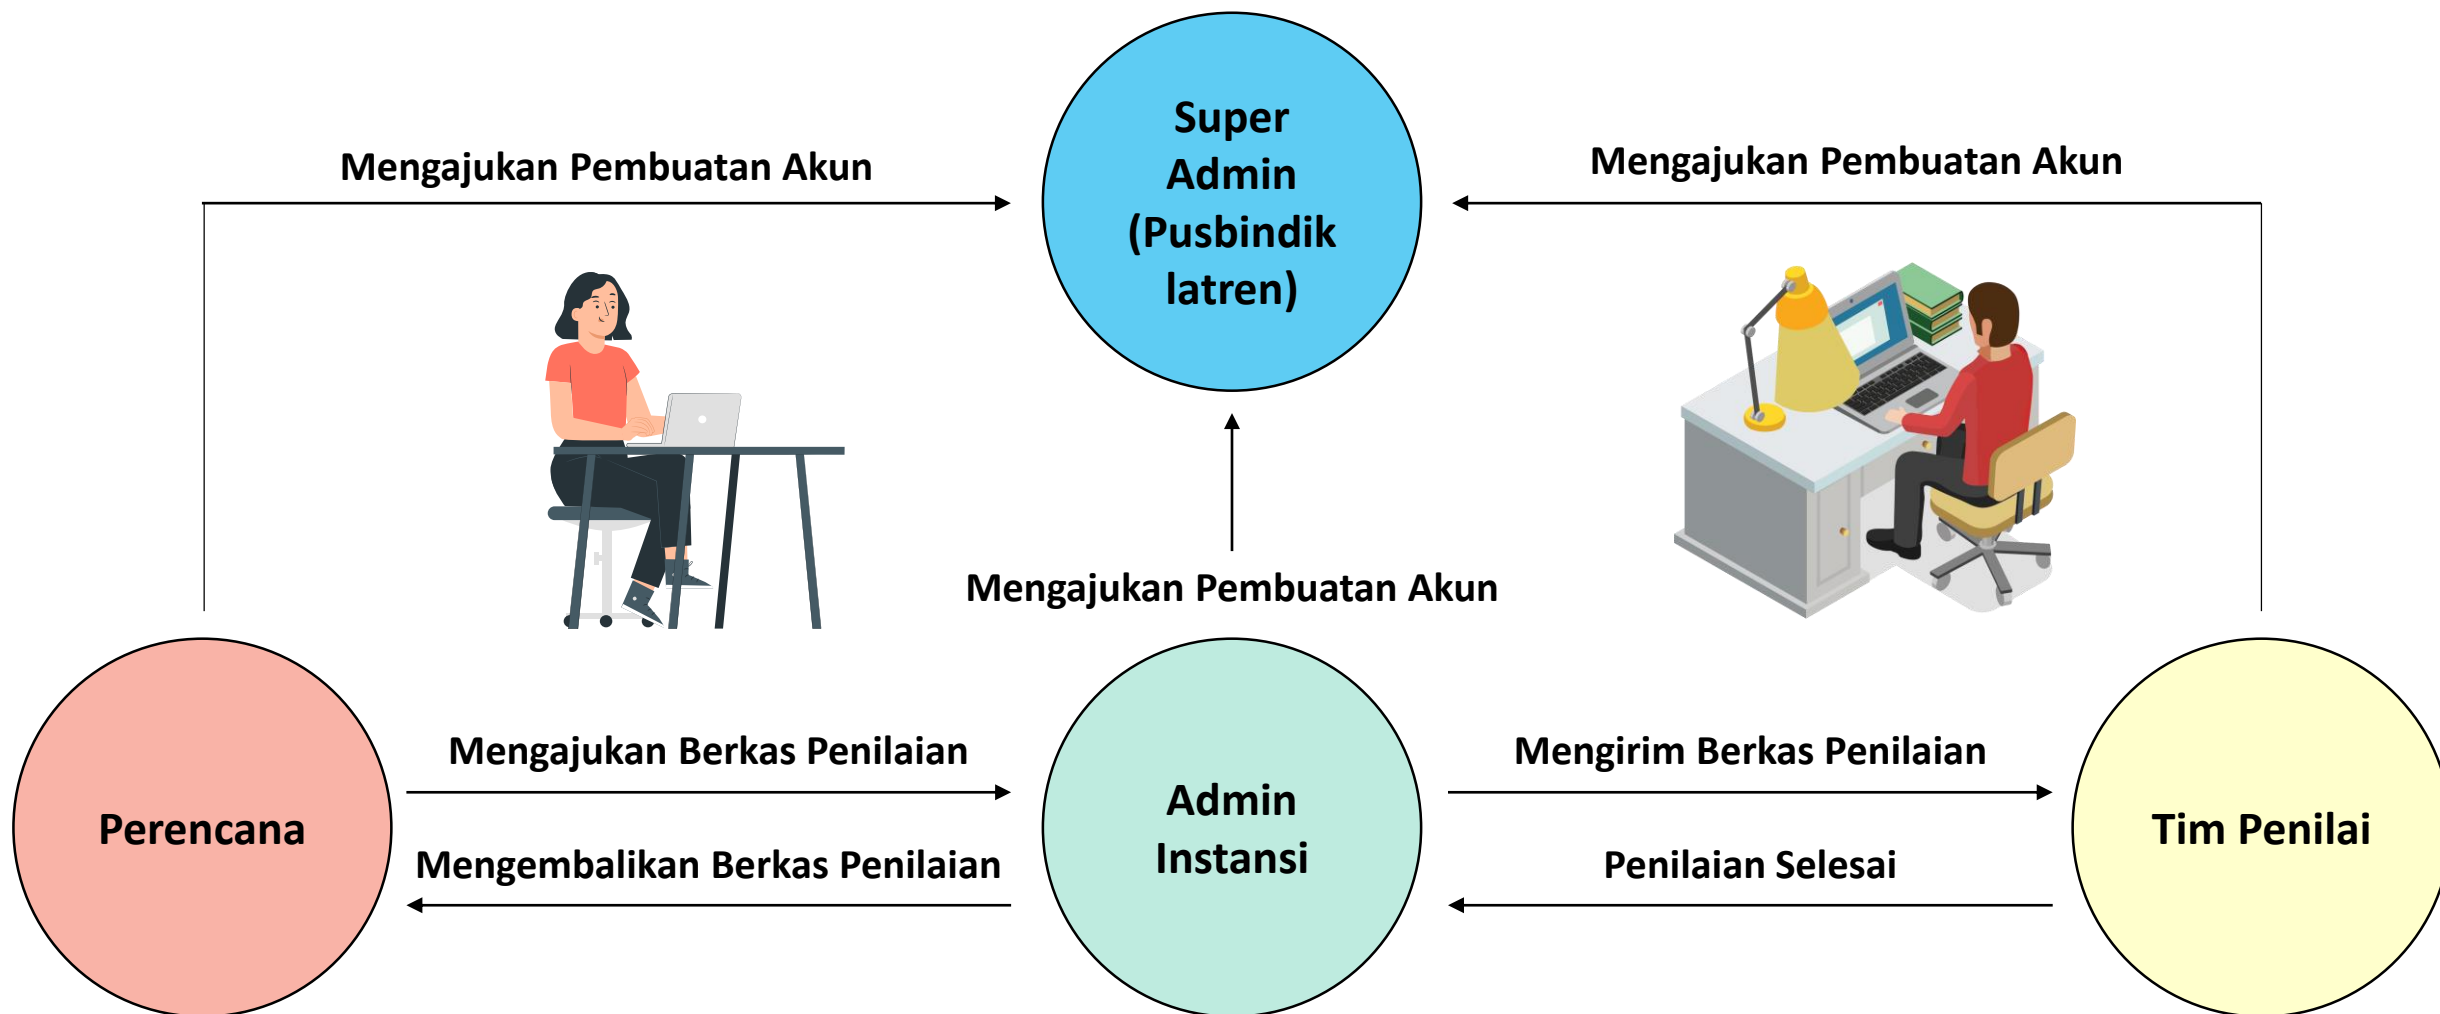 Super
Admin
(Pusbindik
latren)
Mengajukan Pembuatan Akun
Mengajukan Pembuatan Akun
Mengajukan Pembuatan Akun
Perencana
Mengajukan Berkas Penilaian
Mengembalikan Berkas Penilaian
Admin
Instansi
Mengirim Berkas Penilaian
Penilaian Selesai
Tim Penilai